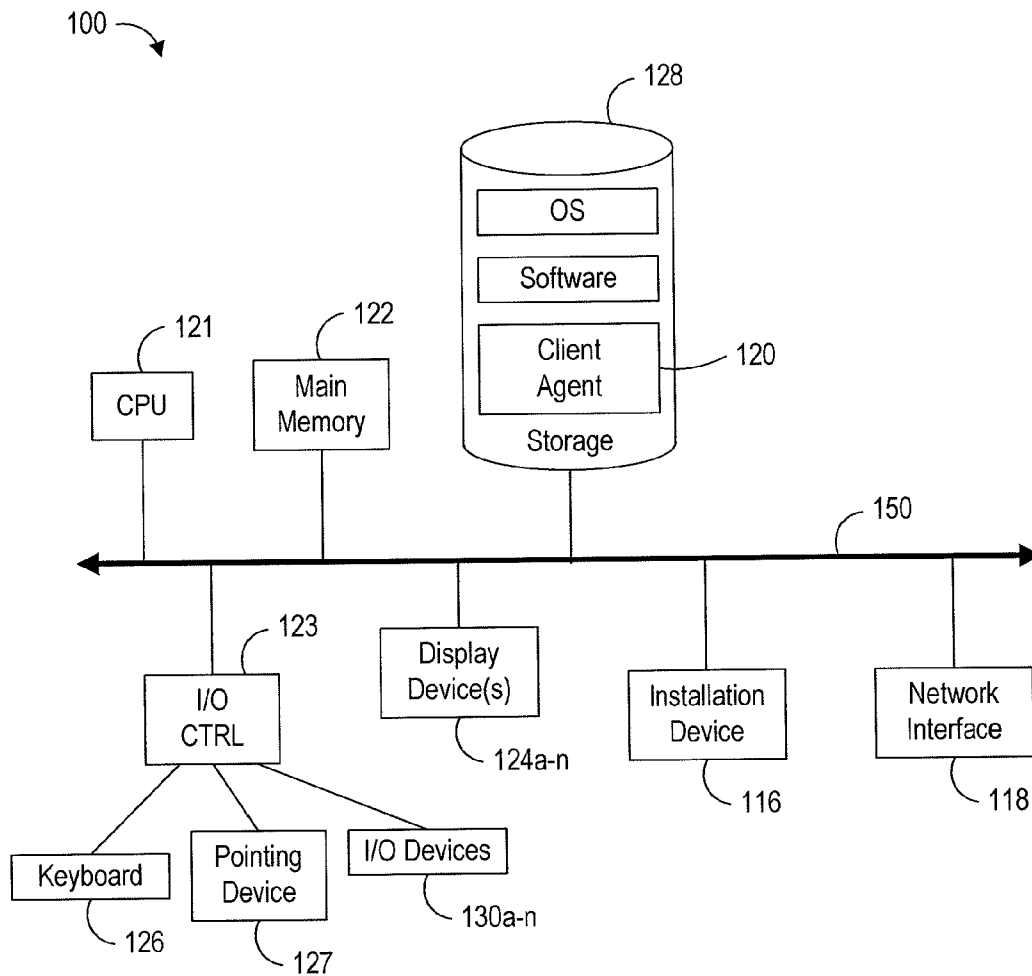 100
128
OS
Software
Client
Agent
120
Storage
121
CPU
122
Main
Memory
150
123
I/O
CTRL
Display
Device(s)
124a-n
Installation
Device
116
Network
Interface
118
Keyboard
126
Pointing
Device
127
I/O Devices
130a-n